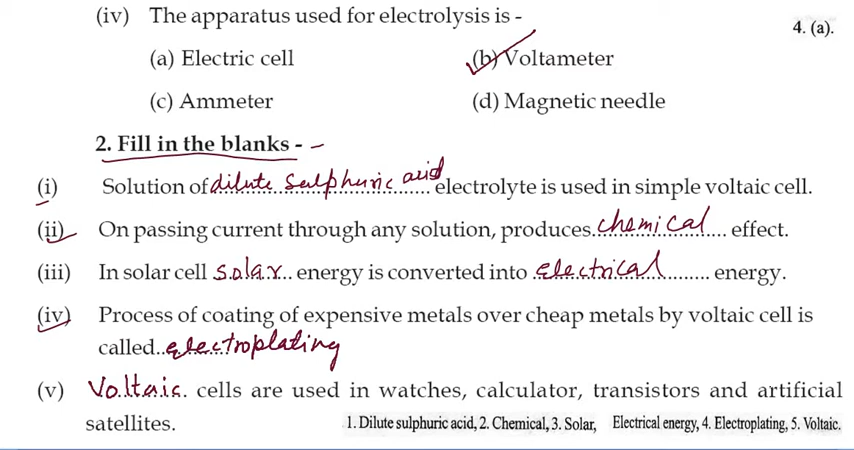 (iv) The apparatus used for electrolysis is -
4. (a).
(a) Electric cell (b) Voltameter
(c) Ammeter (d) Magnetic needle
2. Fill in the blanks - -
(i) Solution of dilute sulphuric acid electrolyte is used in simple voltaic cell.
(ii) On passing current through any solution, produces chemical effect.
(iii) In solar cell solar energy is converted into electrical energy.
(iv) Process of coating of expensive metals over cheap metals by voltaic cell is
called electroplating
(v) Voltaic cells are used in watches, calculator, transistors and artificial
satellites. 1. Dilute sulphuric acid, 2. Chemical, 3. Solar, Electrical energy, 4. Electroplating, 5. Voltaic.